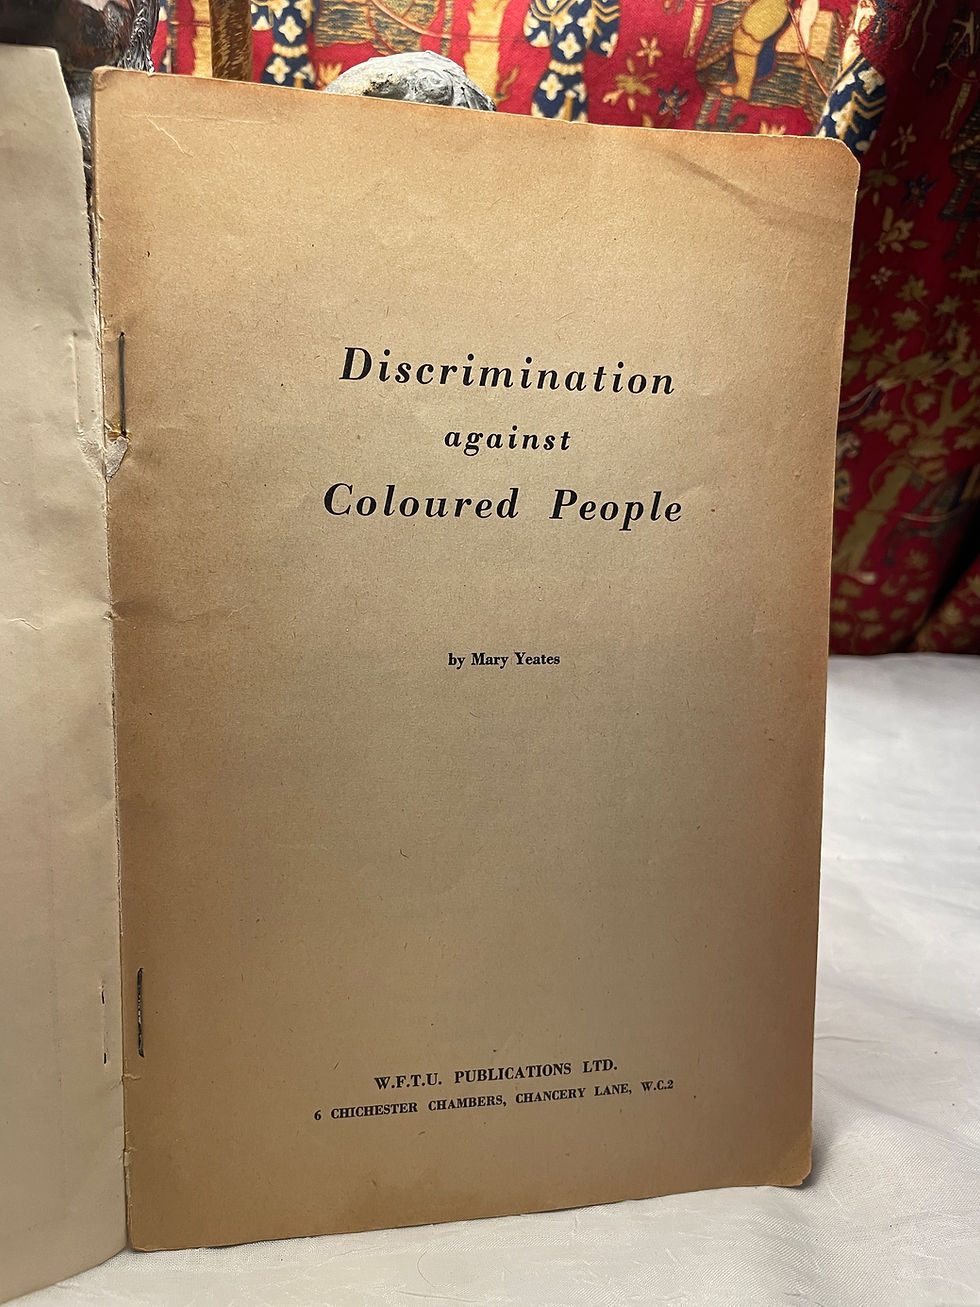 Discrimination
against
Coloured People
by Mary Yeates
W.F.T.U. PUBLICATIONS LTD.
6 CHICHESTER CHAMBERS, CHANCERY LANE, W.C.2